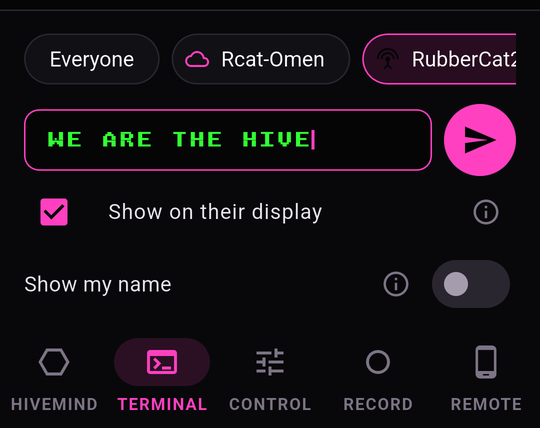 Everyone
Rcat-Omen
RubberCat2
WE ARE THE HIVE
Show on their display
Show my name
HIVEMIND
TERMINAL
CONTROL
RECORD
REMOTE